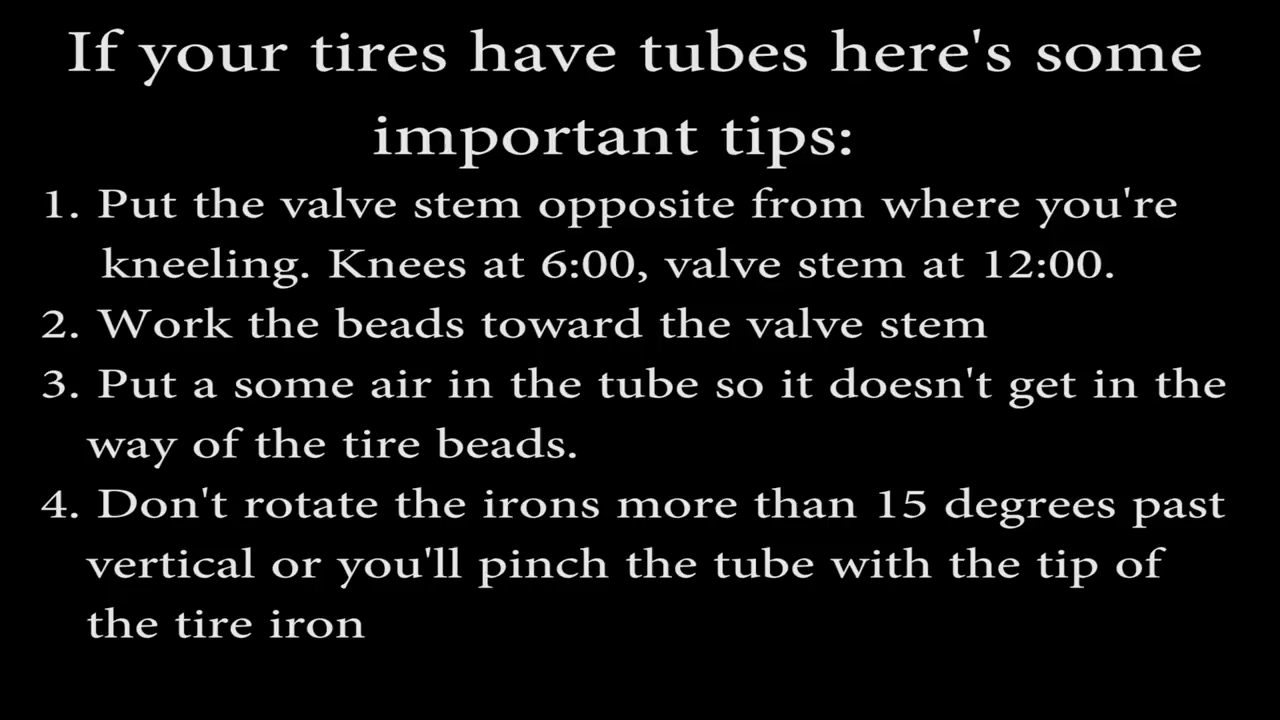 If your tires have tubes here's some
important tips:
1. Put the valve stem opposite from where you're
kneeling. Knees at 6:00, valve stem at 12:00.
2. Work the beads toward the valve stem
3. Put a some air in the tube so it doesn't get in the
way of the tire beads.
4. Don't rotate the irons more than 15 degrees past
vertical or you'll pinch the tube with the tip of
the tire iron